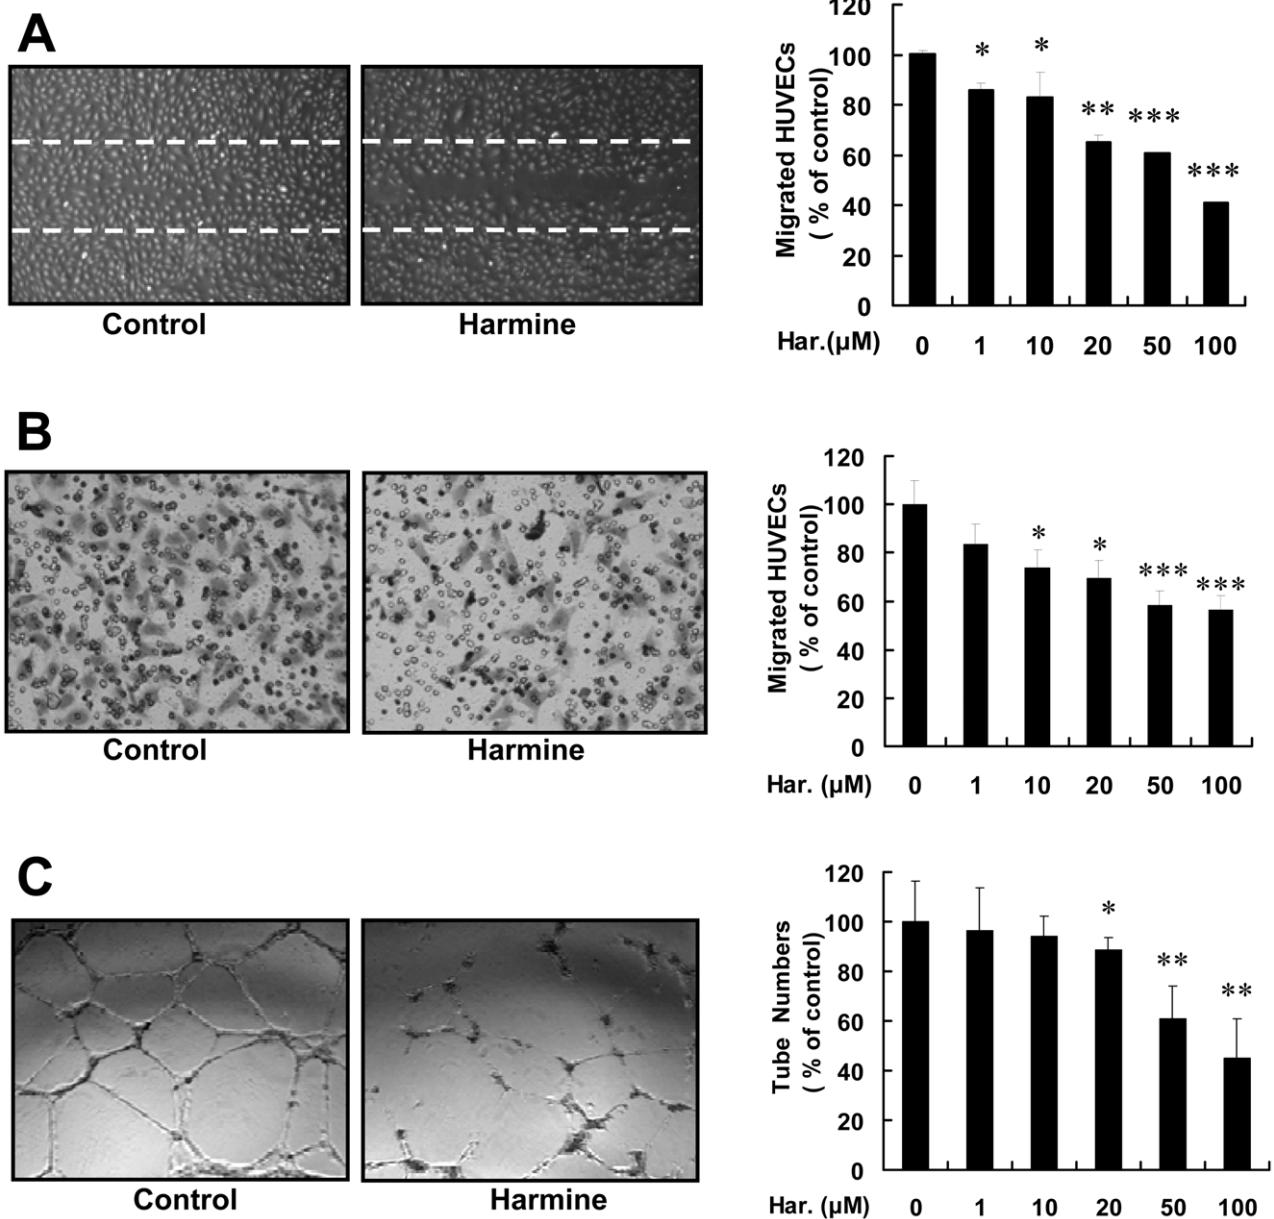 A
Control
Harmine
Migrated HUVECs
( % of control)
120
100
80
60
40
20
0
*
*
**
***
***
Har.(µM) 0 1 10 20 50 100
B
Control
Harmine
Migrated HUVECs
( % of control)
120
100
80
60
40
20
0
*
*
***
***
Har. (µM) 0 1 10 20 50 100
C
Control
Harmine
Tube Numbers
( % of control)
120
100
80
60
40
20
0
*
**
**
Har. (µM) 0 1 10 20 50 100